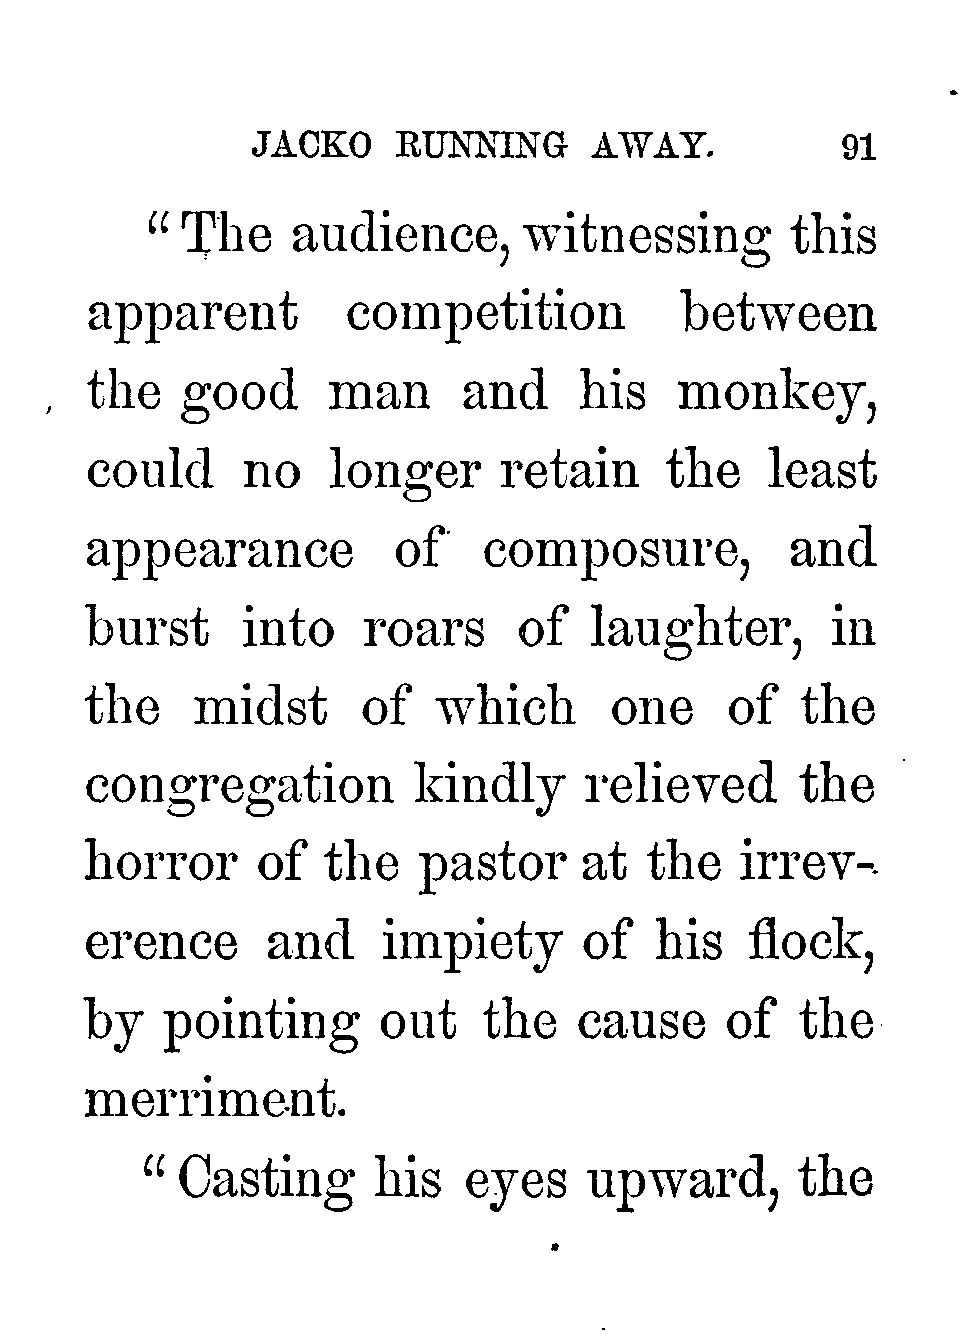 JACKO RUNNING AWAY. 91
“The audience, witnessing this
apparent competition between
the good man and his monkey,
could no longer retain the least
appearance of composure, and
burst into roars of laughter, in
the midst of which one of the
congregation kindly relieved the
horror of the pastor at the irrev-
erence and impiety of his flock,
by pointing out the cause of the
merriment.
“Casting his eyes upward, the